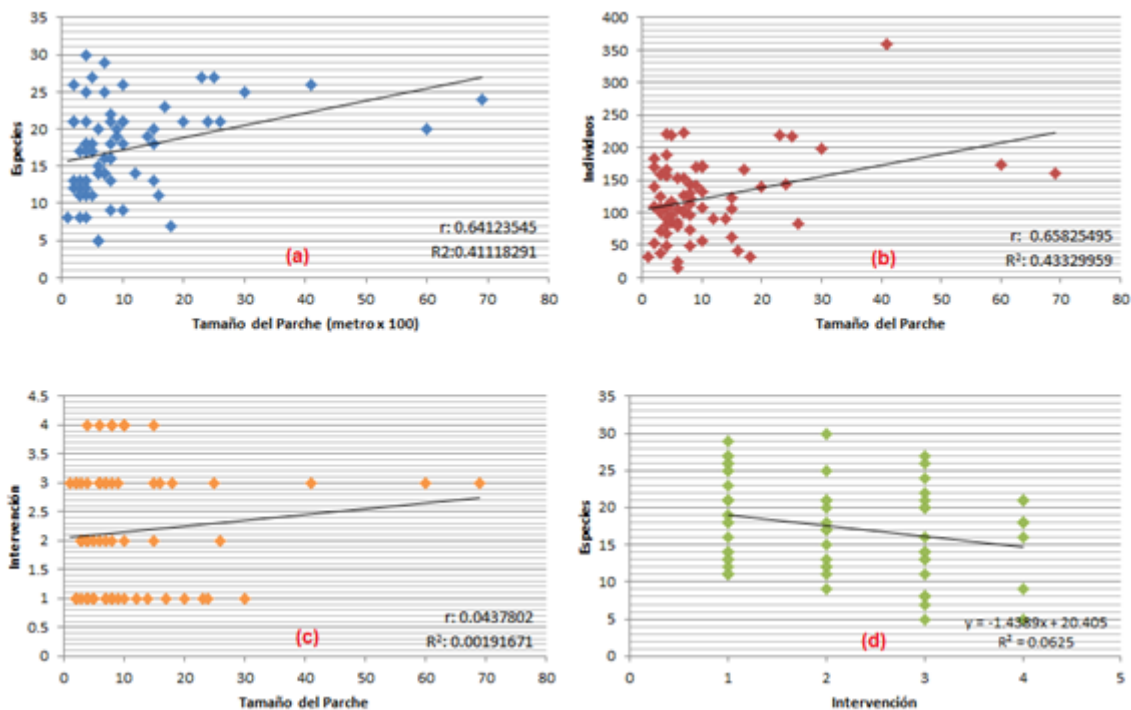 35
30
25
20
15
10
5
0
Especies
0 10 20 30 40 50 60 70 80
Tamaño del Parche (metro x 100)
r: 0.64123545
R2:0.41118291
(a)
400
350
300
250
200
150
100
50
0
Individuos
0 10 20 30 40 50 60 70 80
Tamaño del Parche
r: 0.65825495
R²: 0.43329959
(b)
4.5
4
3.5
3
2.5
2
1.5
1
0.5
0
Intervención
0 10 20 30 40 50 60 70 80
Tamaño del Parche
r: 0.0437802
R²: 0.00191671
(c)
35
30
25
20
15
10
5
0
Especies
0 1 2 3 4 5
Intervención
y = -1.4389x + 20.405
R² = 0.0625
(d)